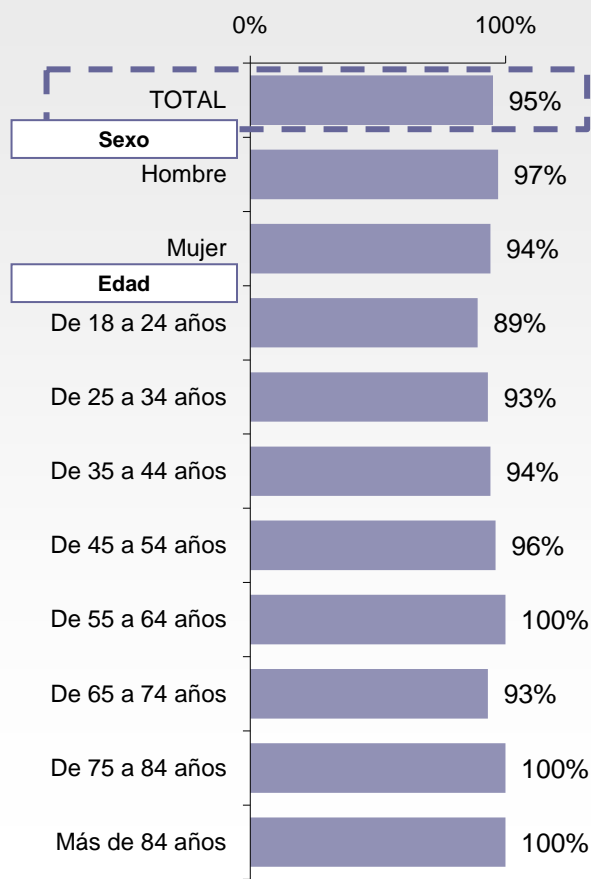 0% 100%
TOTAL 95%
Sexo
Hombre 97%
Mujer 94%
Edad
De 18 a 24 años 89%
De 25 a 34 años 93%
De 35 a 44 años 94%
De 45 a 54 años 96%
De 55 a 64 años 100%
De 65 a 74 años 93%
De 75 a 84 años 100%
Más de 84 años 100%